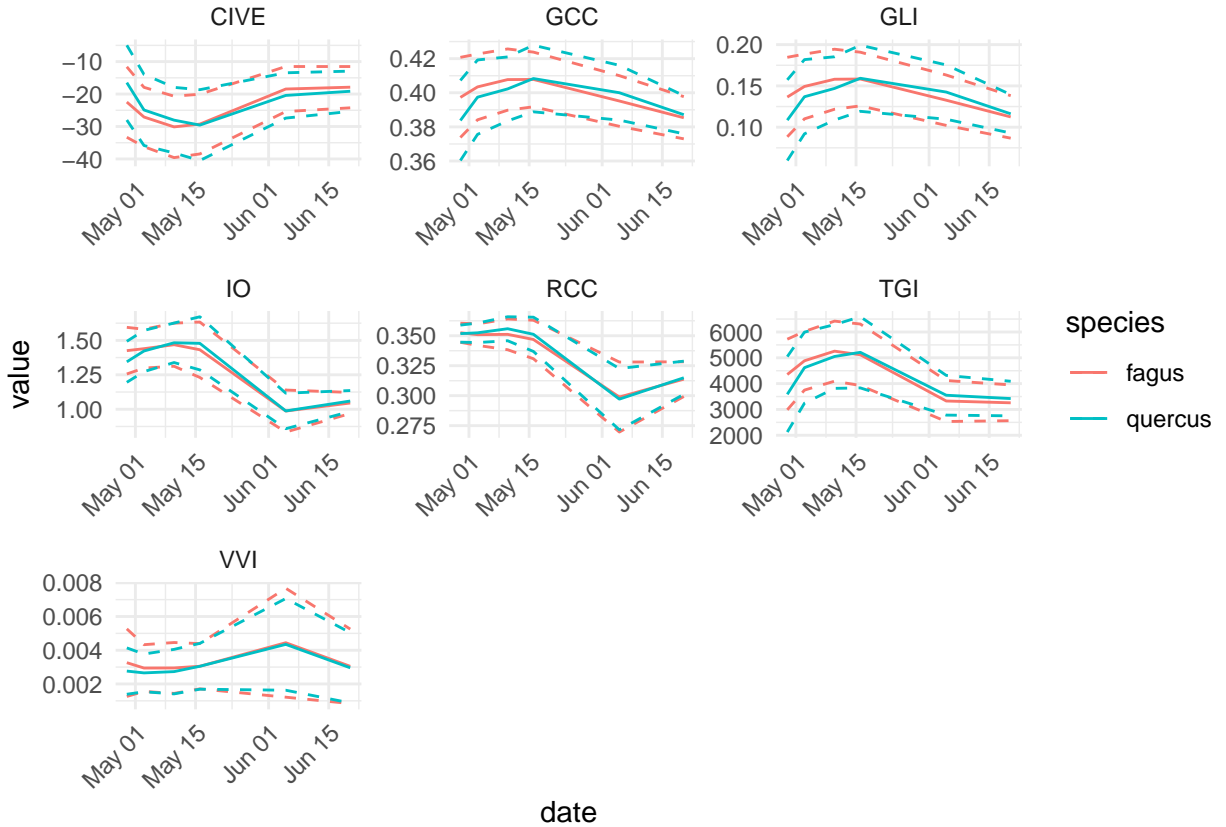 CIVE
GCC
GLI
−10
−20
−30
−40
0.42
0.40
0.38
0.36
0.20
0.15
0.10
May 01
May 15
Jun 01
Jun 15
May 01
May 15
Jun 01
Jun 15
May 01
May 15
Jun 01
Jun 15
IO
RCC
TGI
1.50
1.25
1.00
0.350
0.325
0.300
0.275
6000
5000
4000
3000
2000
May 01
May 15
Jun 01
Jun 15
May 01
May 15
Jun 01
Jun 15
May 01
May 15
Jun 01
Jun 15
value
species
fagus
quercus
VVI
0.008
0.006
0.004
0.002
May 01
May 15
Jun 01
Jun 15
date